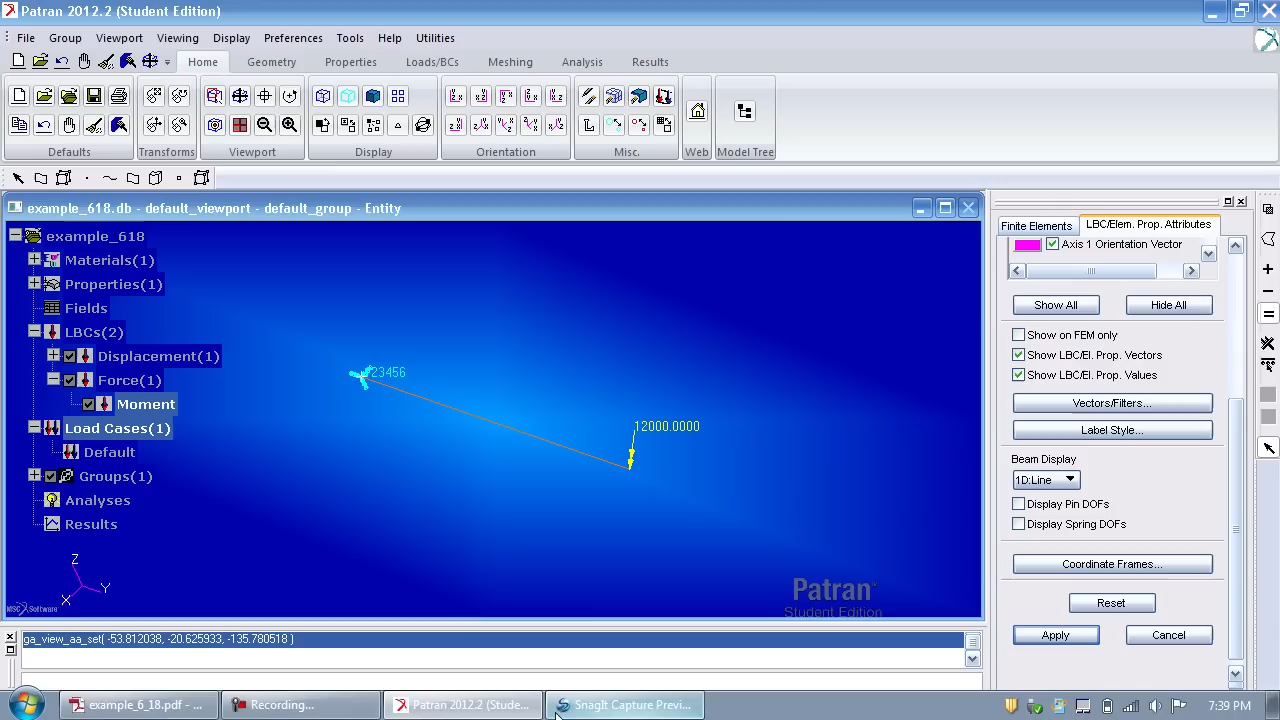 Patran 2012.2 (Student Edition)
File Group Viewport Viewing Display Preferences Tools Help Utilities
Home Geometry Properties Loads/BCs Meshing Analysis Results
Defaults Transforms Viewport Display Orientation Misc. Web Model Tree
example_618.db - default_viewport - default_group - Entity
example_618
Materials(1)
Properties(1)
Fields
LBCs(2)
Displacement(1)
Force(1)
Moment
Load Cases(1)
Default
Groups(1)
Analyses
Results
23456
12000.0000
Z
Y
X
MSC Software
Patran
Student Edition
Finite Elements LBC/Elem. Prop. Attributes
Axis 1 Orientation Vector
Show All Hide All
Show on FEM only
Show LBC/El. Prop. Vectors
Show LBC/El. Prop. Values
Vectors/Filters...
Label Style...
Beam Display
1D:Line
Display Pin DOFs
Display Spring DOFs
Coordinate Frames...
Reset
Apply Cancel
ga_view_aa_set( -53.812038, -20.625933, -135.780518 )
example_6_18.pdf - ... Recording... Patran 2012.2 (Stude... SnagIt Capture Previ... 7:39 PM